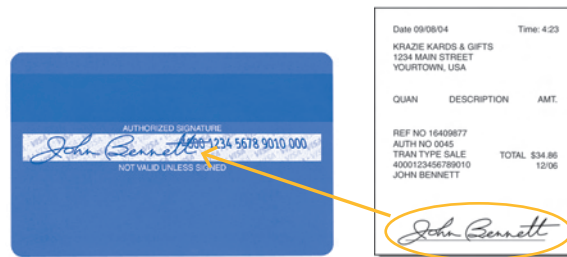 AUTHORIZED SIGNATURE
John Bennett 4000 1234 5678 9010 000
NOT VALID UNLESS SIGNED
Date 09/08/04 Time: 4:23
KRAZIE KARDS & GIFTS
1234 MAIN STREET
YOURTOWN, USA
QUAN DESCRIPTION AMT.
REF NO 16409877
AUTH NO 0045
TRAN TYPE SALE TOTAL $34.86
4000123456789010 12/06
JOHN BENNETT
John Bennett